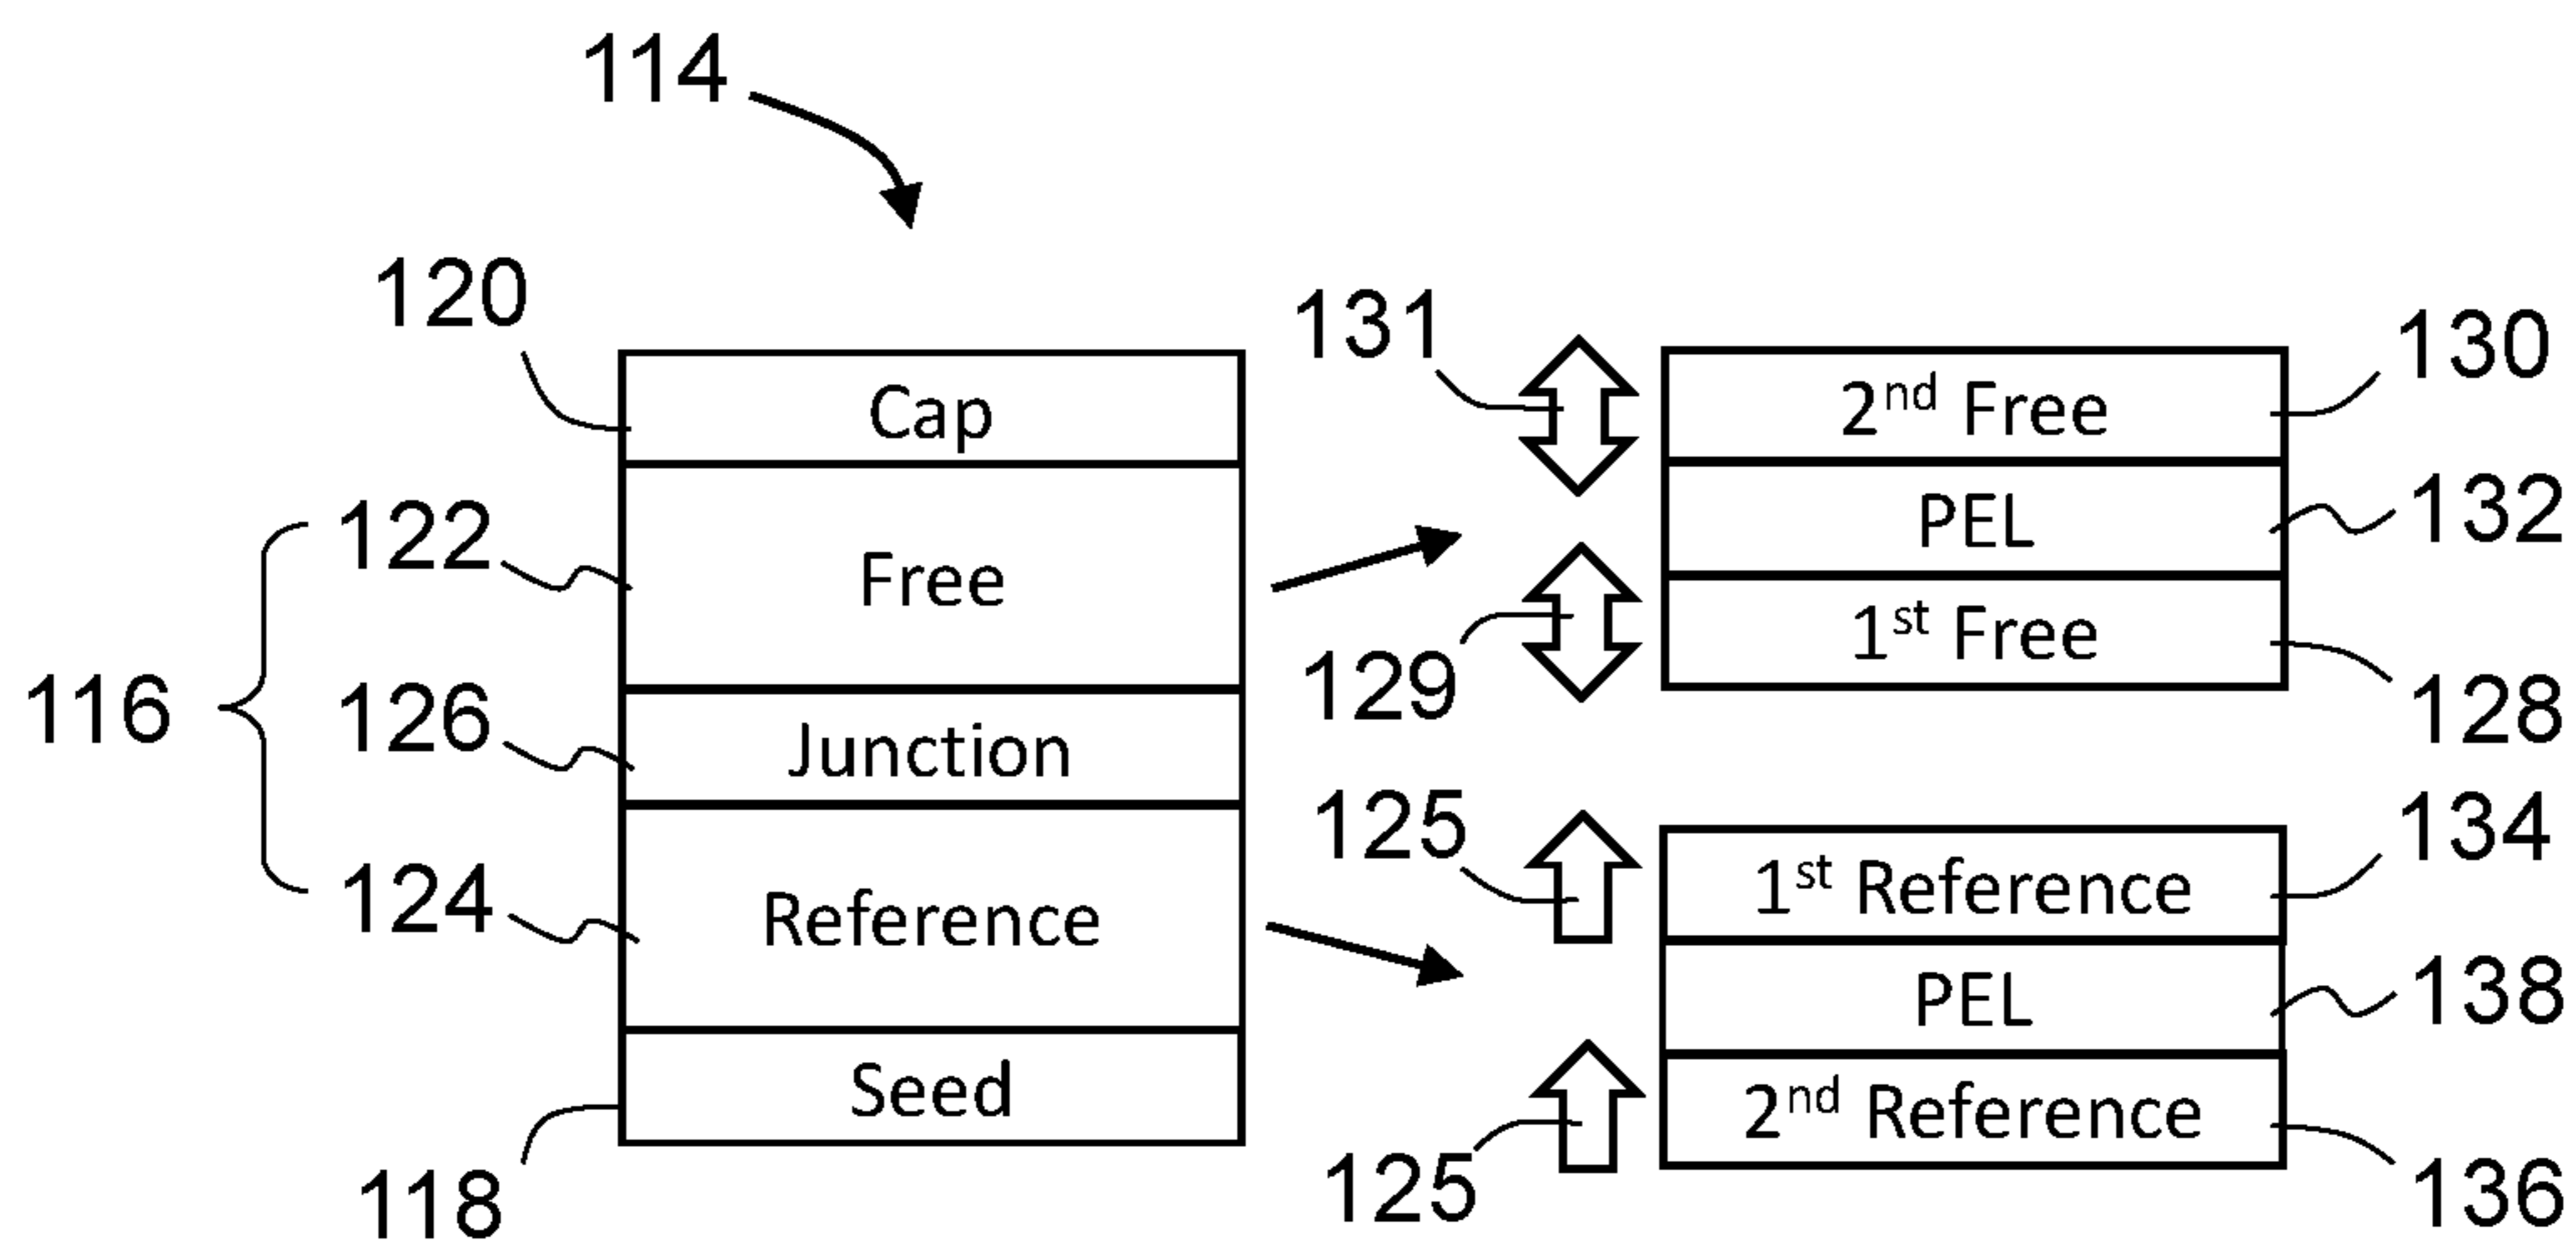 114
120
Cap
122
Free
116
126
Junction
124
Reference
Seed
118
131
2nd Free
130
PEL
132
129
1st Free
128
125
1st Reference
134
PEL
138
125
2nd Reference
136